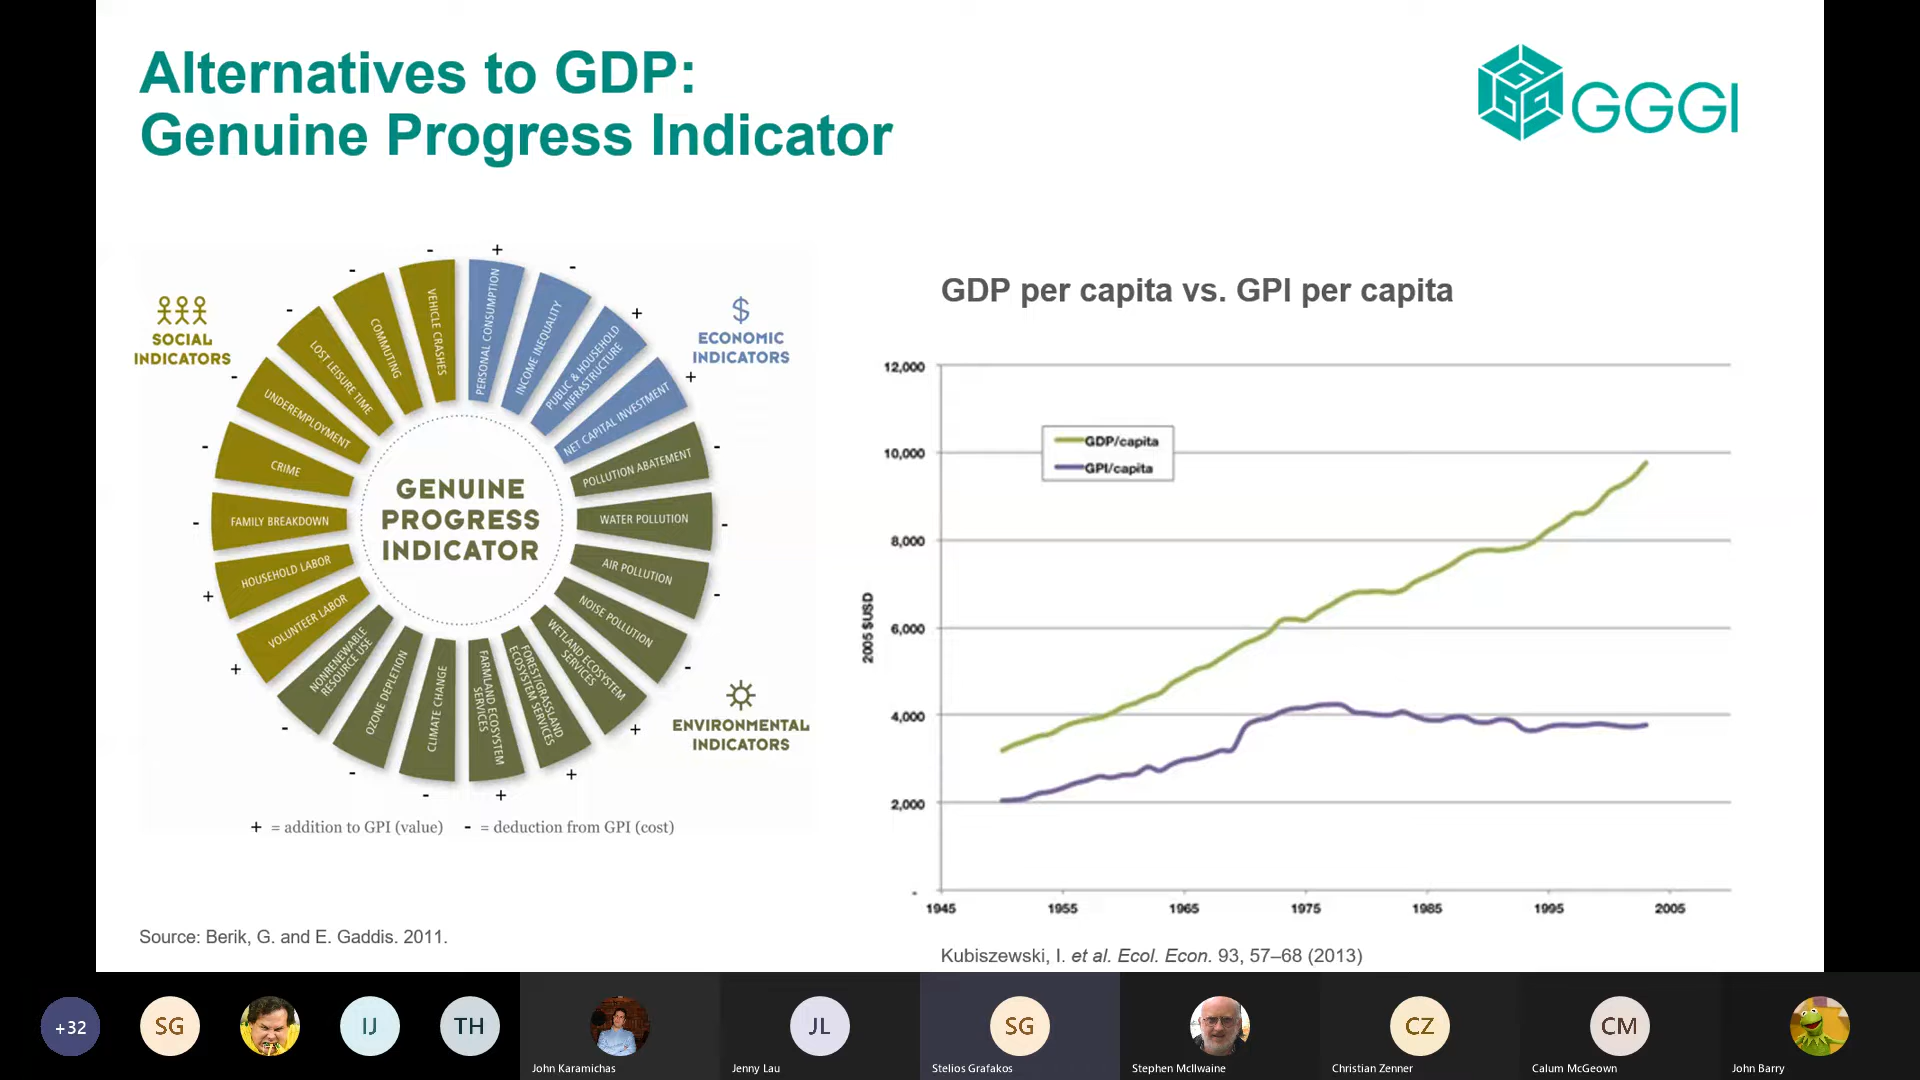 Alternatives to GDP:
Genuine Progress Indicator
GGGI
SOCIAL
INDICATORS
$
ECONOMIC
INDICATORS
ENVIRONMENTAL
INDICATORS
GENUINE
PROGRESS
INDICATOR
+
PERSONAL CONSUMPTION
-
INCOME INEQUALITY
+
PUBLIC & HOUSEHOLD
INFRASTRUCTURE
+
NET CAPITAL INVESTMENT
-
POLLUTION ABATEMENT
-
WATER POLLUTION
-
AIR POLLUTION
-
NOISE POLLUTION
+
WETLAND ECOSYSTEM
SERVICES
+
FOREST/GRASSLAND
ECOSYSTEM SERVICES
+
FARMLAND ECOSYSTEM
SERVICES
-
CLIMATE CHANGE
-
OZONE DEPLETION
-
NONRENEWABLE
RESOURCE USE
+
VOLUNTEER LABOR
+
HOUSEHOLD LABOR
-
FAMILY BREAKDOWN
-
CRIME
-
UNDEREMPLOYMENT
-
LOST LEISURE TIME
-
COMMUTING
-
VEHICLE CRASHES
+ = addition to GPI (value) - = deduction from GPI (cost)
Source: Berik, G. and E. Gaddis. 2011.
GDP per capita vs. GPI per capita
12,000
10,000
8,000
6,000
4,000
2,000
-
2005 $USD
GDP/capita
GPI/capita
1945 1955 1965 1975 1985 1995 2005
Kubiszewski, I. et al. Ecol. Econ. 93, 57–68 (2013)
+32
SG
IJ
TH
John Karamichas
JL
Jenny Lau
SG
Stelios Grafakos
Stephen McIlwaine
CZ
Christian Zenner
CM
Calum McGeown
John Barry